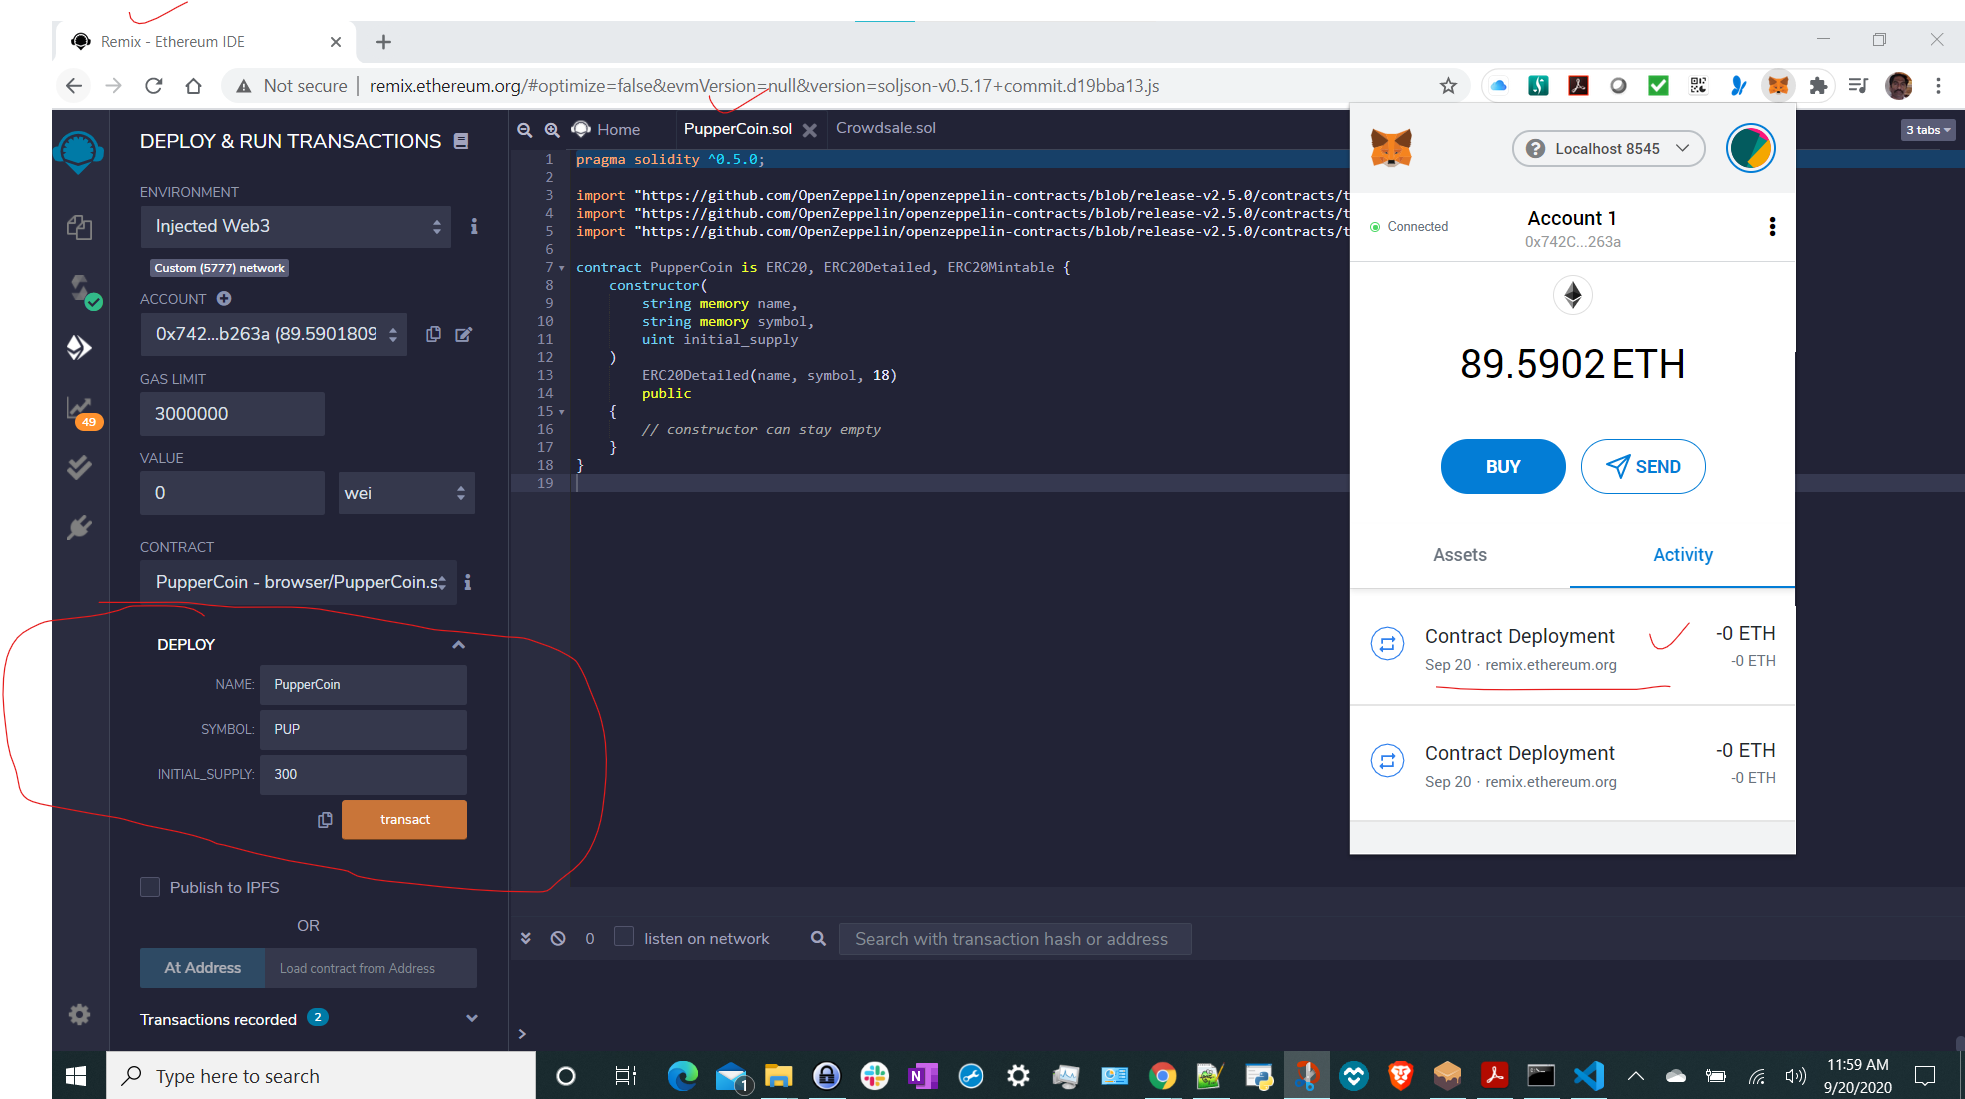 Remix - Ethereum IDE
Not secure | remix.ethereum.org/#optimize=false&evmVersion=null&version=soljson-v0.5.17+commit.d19bba13.js
DEPLOY & RUN TRANSACTIONS
ENVIRONMENT
Injected Web3
Custom (5777) network
ACCOUNT
0x742...b263a (89.5901809
GAS LIMIT
3000000
49
VALUE
0
wei
CONTRACT
PupperCoin - browser/PupperCoin.s
DEPLOY
NAME: PupperCoin
SYMBOL: PUP
INITIAL_SUPPLY: 300
transact
Publish to IPFS
OR
At Address
Load contract from Address
Transactions recorded 2
Home
PupperCoin.sol
Crowdsale.sol
3 tabs
1 pragma solidity ^0.5.0;
2
3 import "https://github.com/OpenZeppelin/openzeppelin-contracts/blob/release-v2.5.0/contracts/t
4 import "https://github.com/OpenZeppelin/openzeppelin-contracts/blob/release-v2.5.0/contracts/t
5 import "https://github.com/OpenZeppelin/openzeppelin-contracts/blob/release-v2.5.0/contracts/t
6
7 contract PupperCoin is ERC20, ERC20Detailed, ERC20Mintable {
8 constructor(
9 string memory name,
10 string memory symbol,
11 uint initial_supply
12 )
13 ERC20Detailed(name, symbol, 18)
14 public
15 {
16 // constructor can stay empty
17 }
18 }
19
0
listen on network
Search with transaction hash or address
>
Localhost 8545
Connected
Account 1
0x742C...263a
89.5902 ETH
BUY
SEND
Assets
Activity
Contract Deployment
-0 ETH
Sep 20 · remix.ethereum.org
-0 ETH
Contract Deployment
-0 ETH
Sep 20 · remix.ethereum.org
-0 ETH
Type here to search
1
11:59 AM
9/20/2020